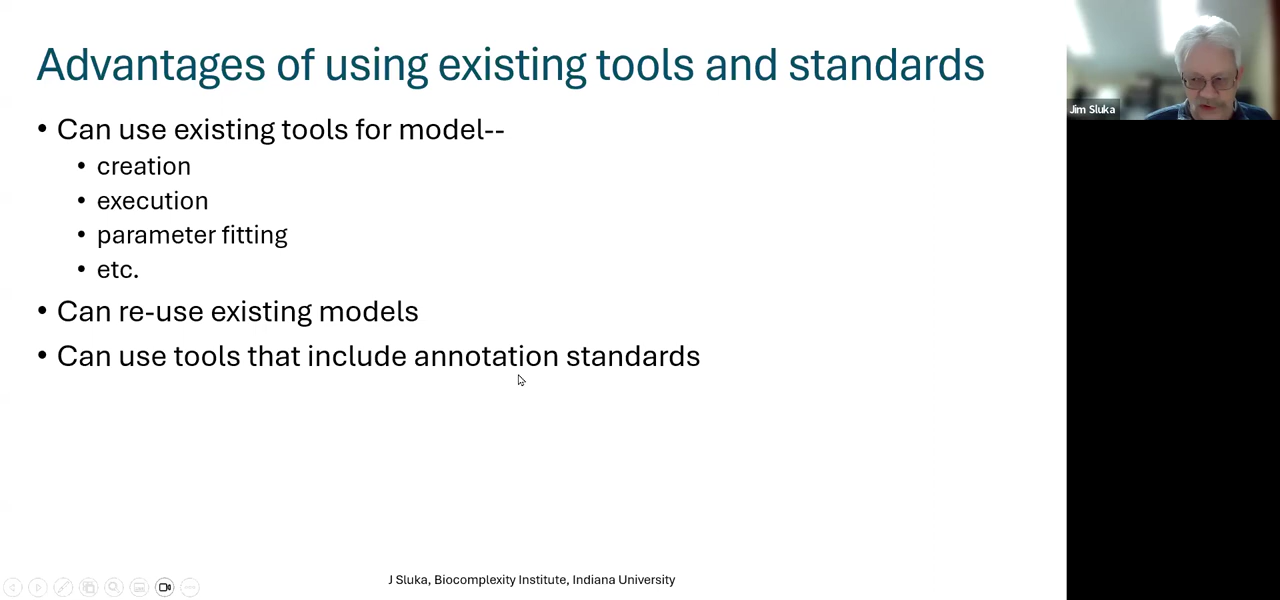 Advantages of using existing tools and standards
• Can use existing tools for model--
• creation
• execution
• parameter fitting
• etc.
• Can re-use existing models
• Can use tools that include annotation standards
J Sluka, Biocomplexity Institute, Indiana University
Jim Sluka